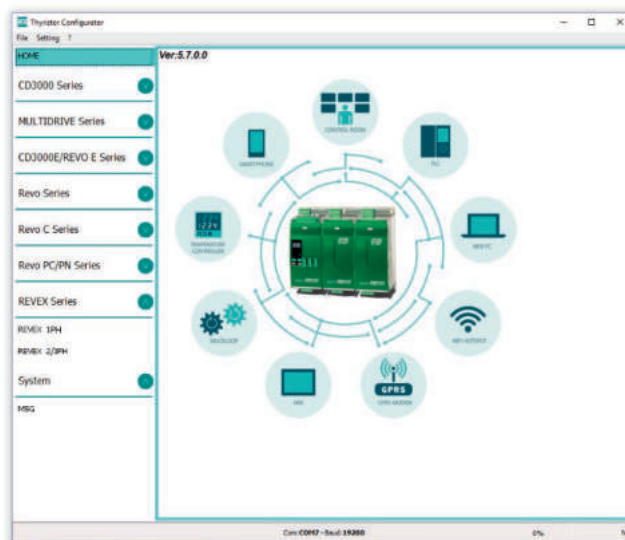 Thyristor Configurator
File Setting ?
HOME
Ver:5.7.0.0
CD3000 Series
MULTIDRIVE Series
CD3000E/REVO E Series
Revo Series
Revo C Series
Revo PC/PN Series
REVEX Series
REVEX 1PH
REVEX 2/3PH
System
MSG
CONTROL ROOM
SMARTPHONE
PLC
TEMPERATURE
CONTROLLER
WEB PC
MULTILOOP
WIFI HOTSPOT
HMI
GPRS
GPRS MODEM
Com:COM7 - Baud:19200
0%